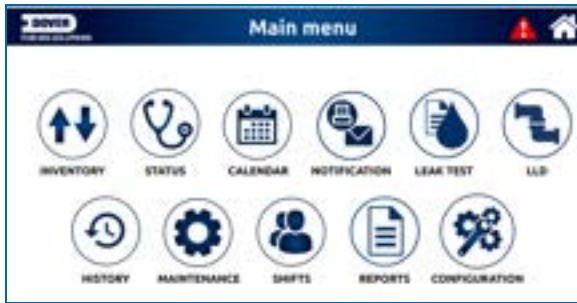 DOVER
Main menu
INVENTORY
STATUS
CALENDAR
NOTIFICATION
LEAK TEST
LLD
HISTORY
MAINTENANCE
SHIFTS
REPORTS
CONFIGURATION